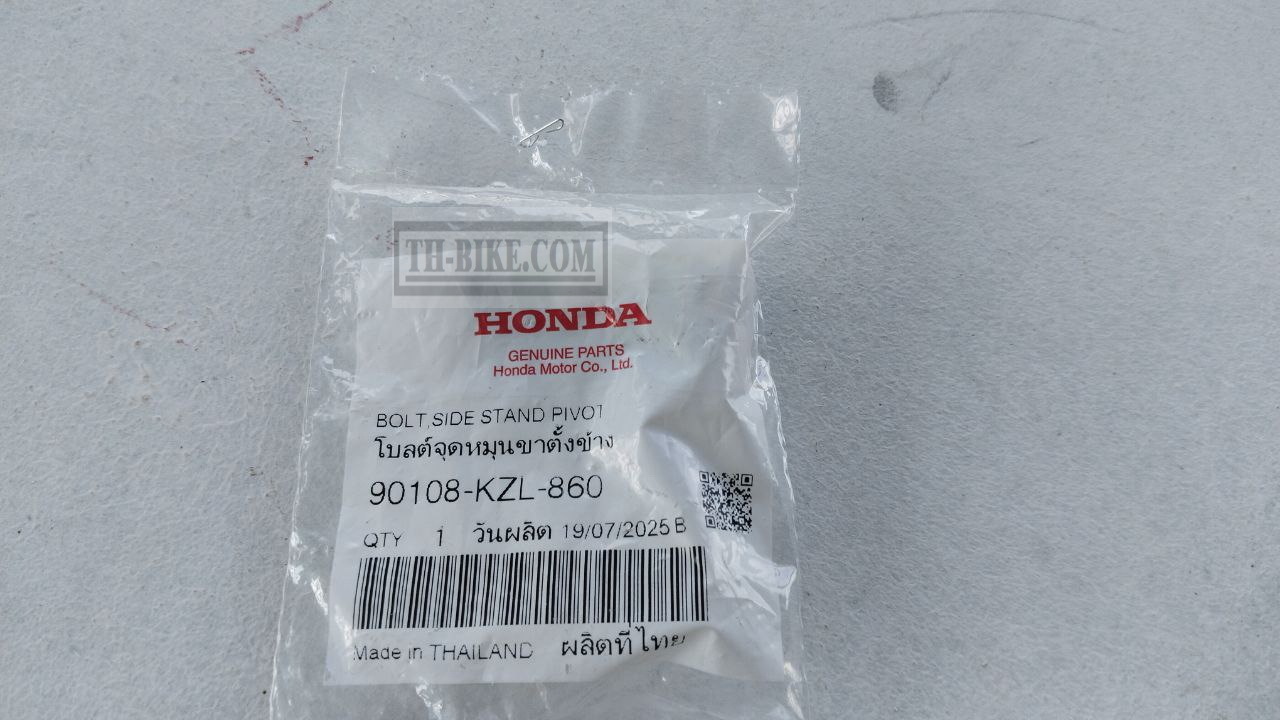 TH-BIKE.COM
HONDA
GENUINE PARTS
Honda Motor Co., Ltd.
BOLT,SIDE STAND PIVOT
โบลต์จุดหมุนขาตั้งข้าง
90108-KZL-860
QTY 1 วันผลิต 19/07/2025 B
Made in THAILAND ผลิตที่ไทย